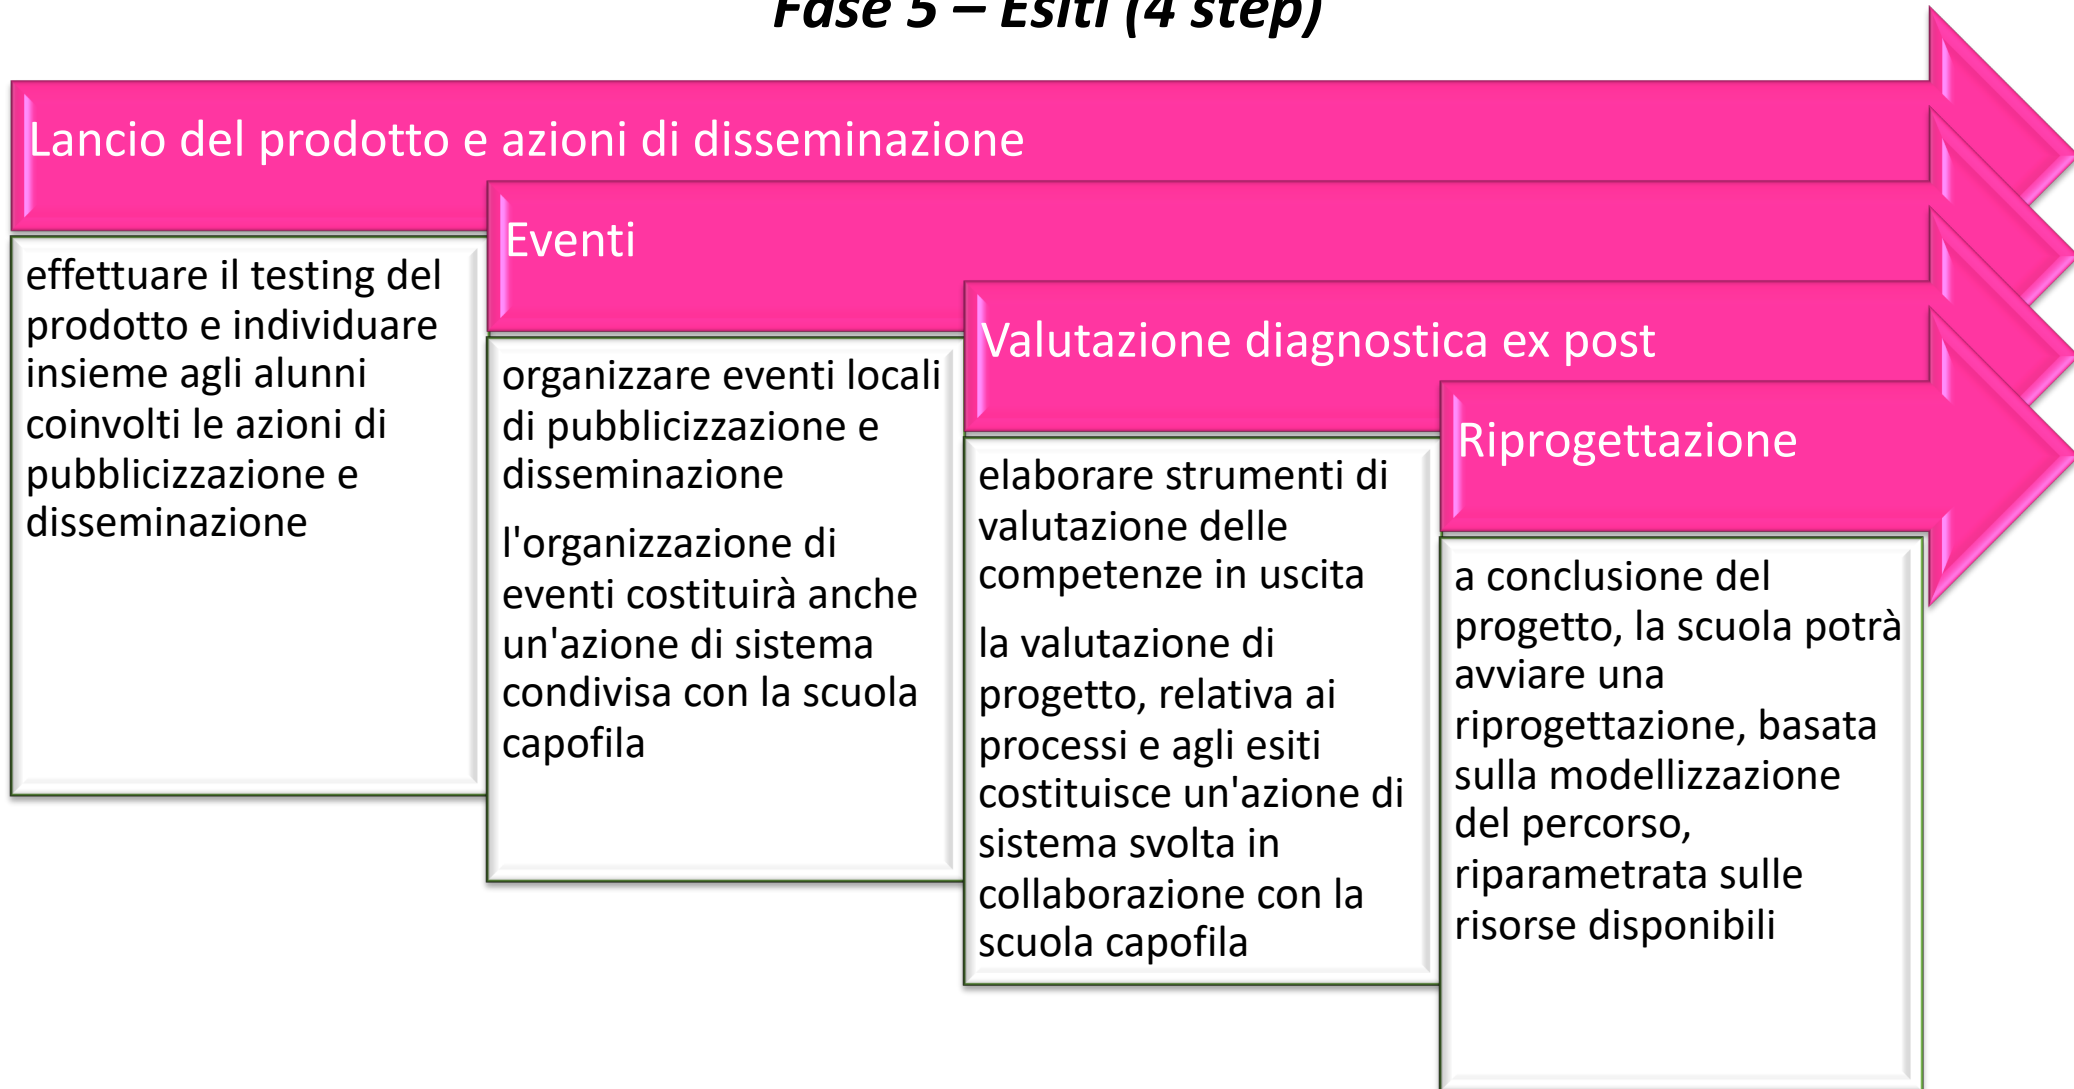 Fase 5 – Esiti (4 step)
Lancio del prodotto e azioni di disseminazione
effettuare il testing del
prodotto e individuare
insieme agli alunni
coinvolti le azioni di
pubblicizzazione e
disseminazione
Eventi
organizzare eventi locali
di pubblicizzazione e
disseminazione
l'organizzazione di
eventi costituirà anche
un'azione di sistema
condivisa con la scuola
capofila
Valutazione diagnostica ex post
elaborare strumenti di
valutazione delle
competenze in uscita
la valutazione di
progetto, relativa ai
processi e agli esiti
costituisce un'azione di
sistema svolta in
collaborazione con la
scuola capofila
Riprogettazione
a conclusione del
progetto, la scuola potrà
avviare una
riprogettazione, basata
sulla modellizzazione
del percorso,
riparametrata sulle
risorse disponibili